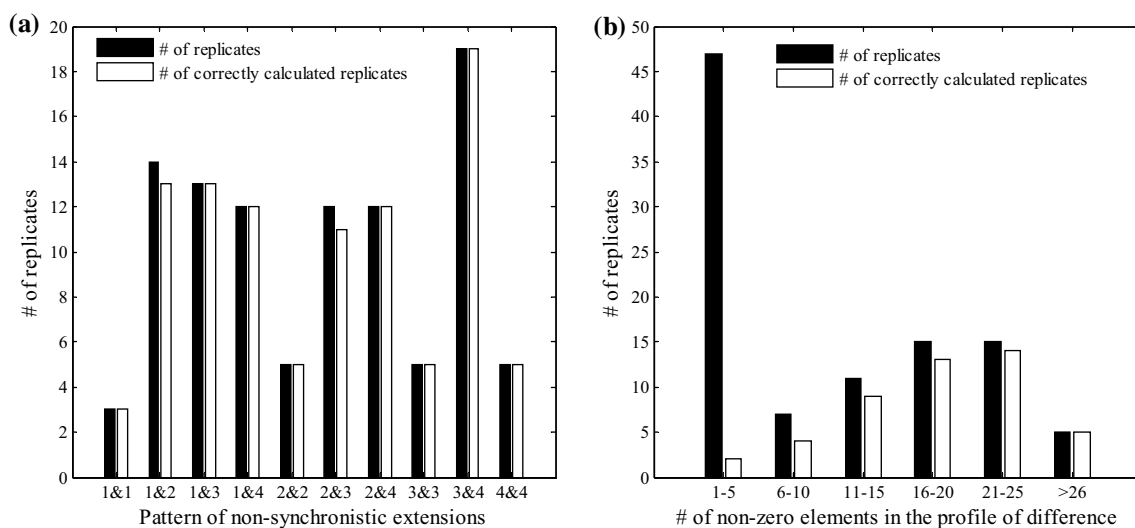 (a)
20
18
16
14
12
10
8
6
4
2
0
# of replicates
# of replicates
# of correctly calculated replicates
1&1 1&2 1&3 1&4 2&2 2&3 2&4 3&3 3&4 4&4
Pattern of non-synchronistic extensions
(b)
50
45
40
35
30
25
20
15
10
5
0
# of replicates
# of replicates
# of correctly calculated replicates
1-5 6-10 11-15 16-20 21-25 >26
# of non-zero elements in the profile of difference